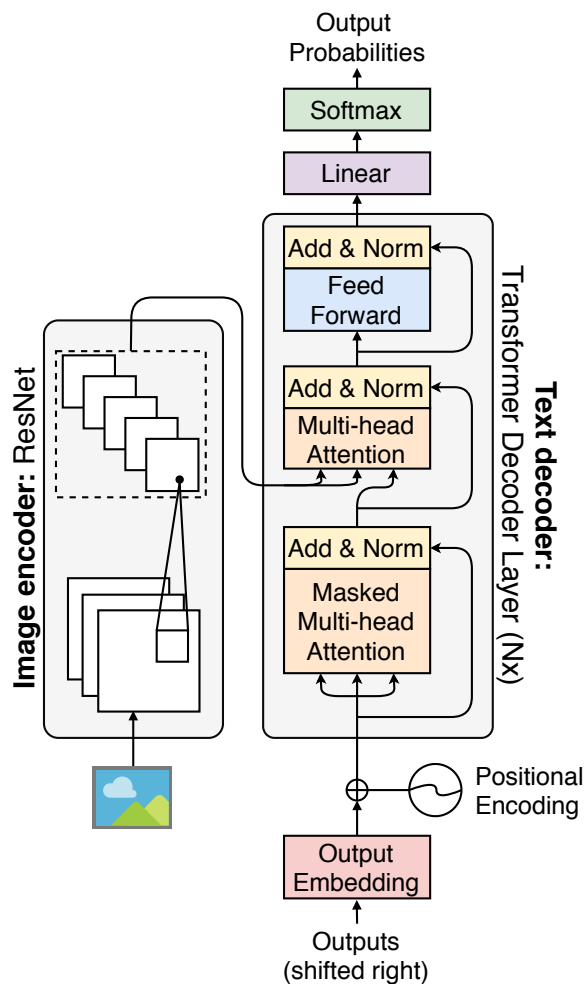 Output
Probabilities
Softmax
Linear
Add & Norm
Feed
Forward
Add & Norm
Multi-head
Attention
Add & Norm
Masked
Multi-head
Attention
Image encoder: ResNet
Text decoder:
Transformer Decoder Layer (Nx)
Positional
Encoding
Output
Embedding
Outputs
(shifted right)